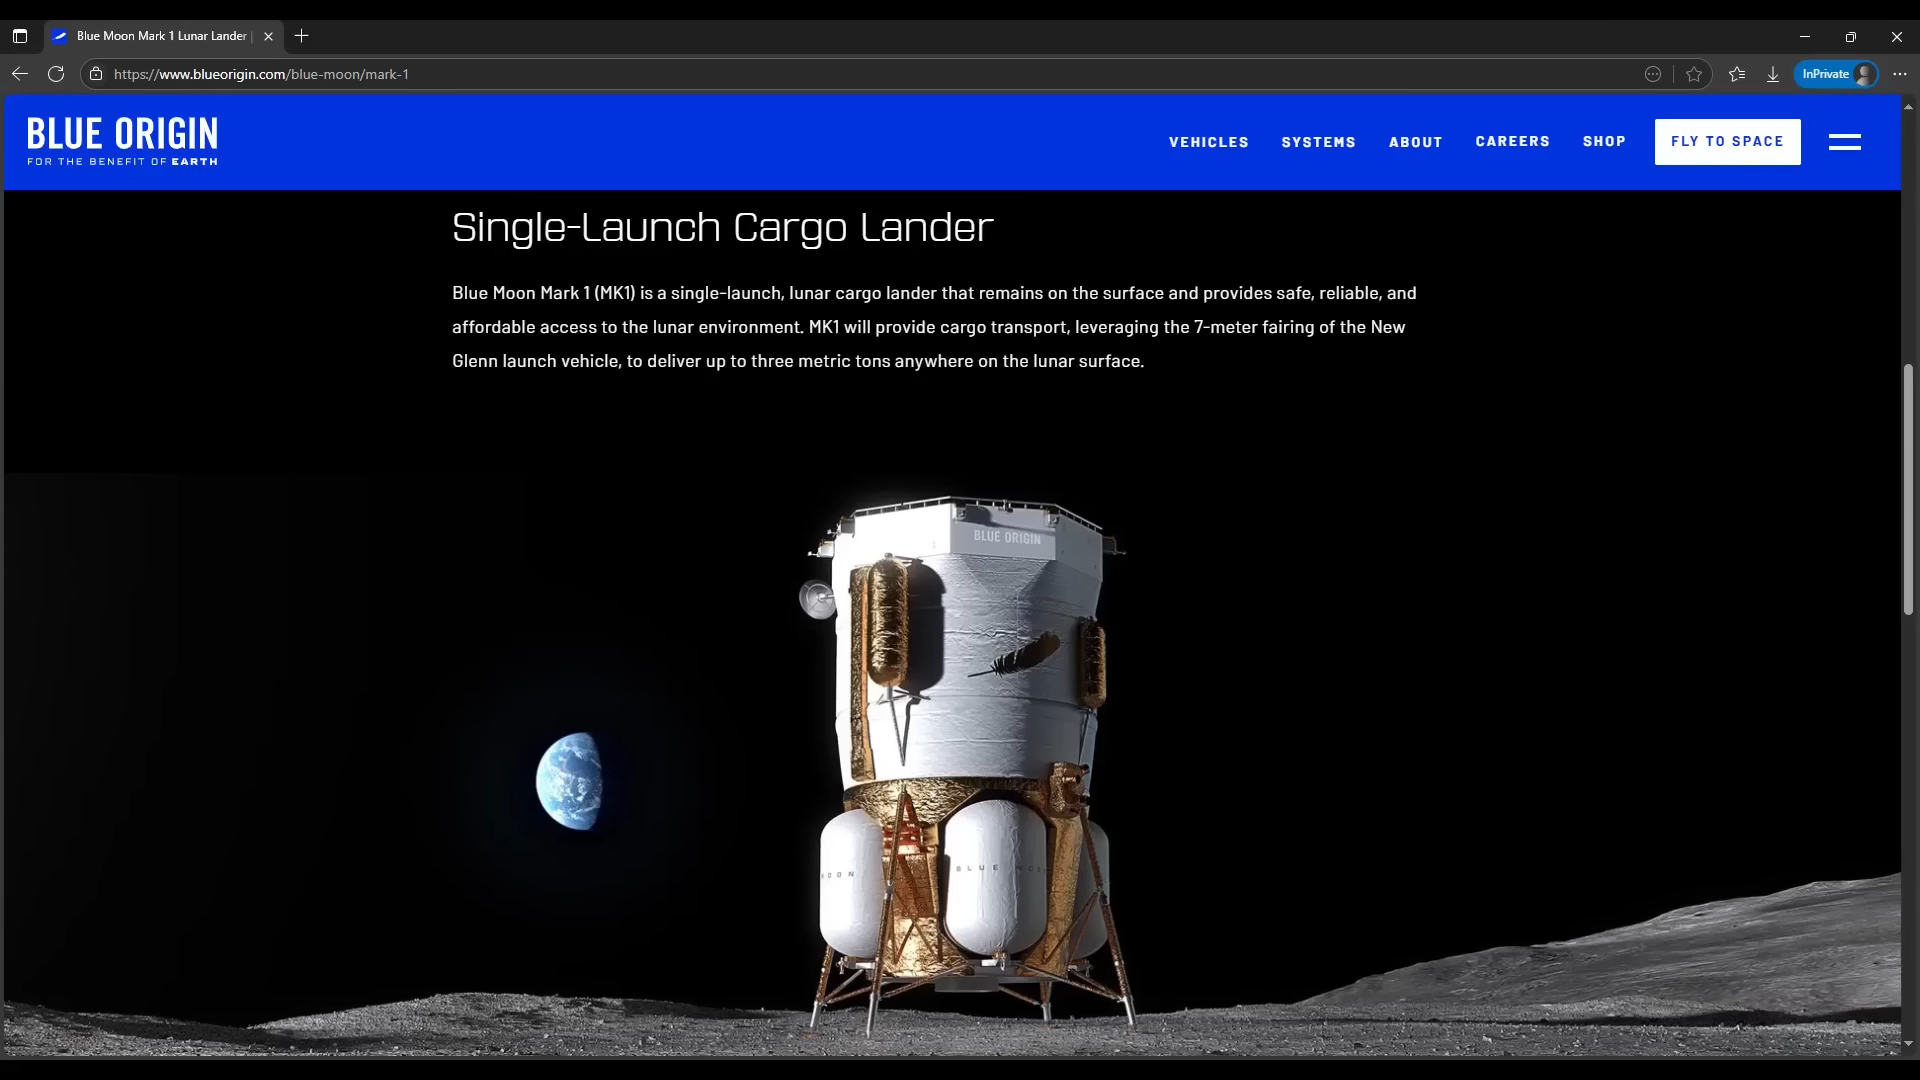 Blue Moon Mark 1 Lunar Lander |
https://www.blueorigin.com/blue-moon/mark-1
InPrivate
BLUE ORIGIN
FOR THE BENEFIT OF EARTH
VEHICLES
SYSTEMS
ABOUT
CAREERS
SHOP
FLY TO SPACE
Single-Launch Cargo Lander
Blue Moon Mark 1 (MK1) is a single-launch, lunar cargo lander that remains on the surface and provides safe, reliable, and
affordable access to the lunar environment. MK1 will provide cargo transport, leveraging the 7-meter fairing of the New
Glenn launch vehicle, to deliver up to three metric tons anywhere on the lunar surface.
BLUE ORIGIN
OON
BLUE